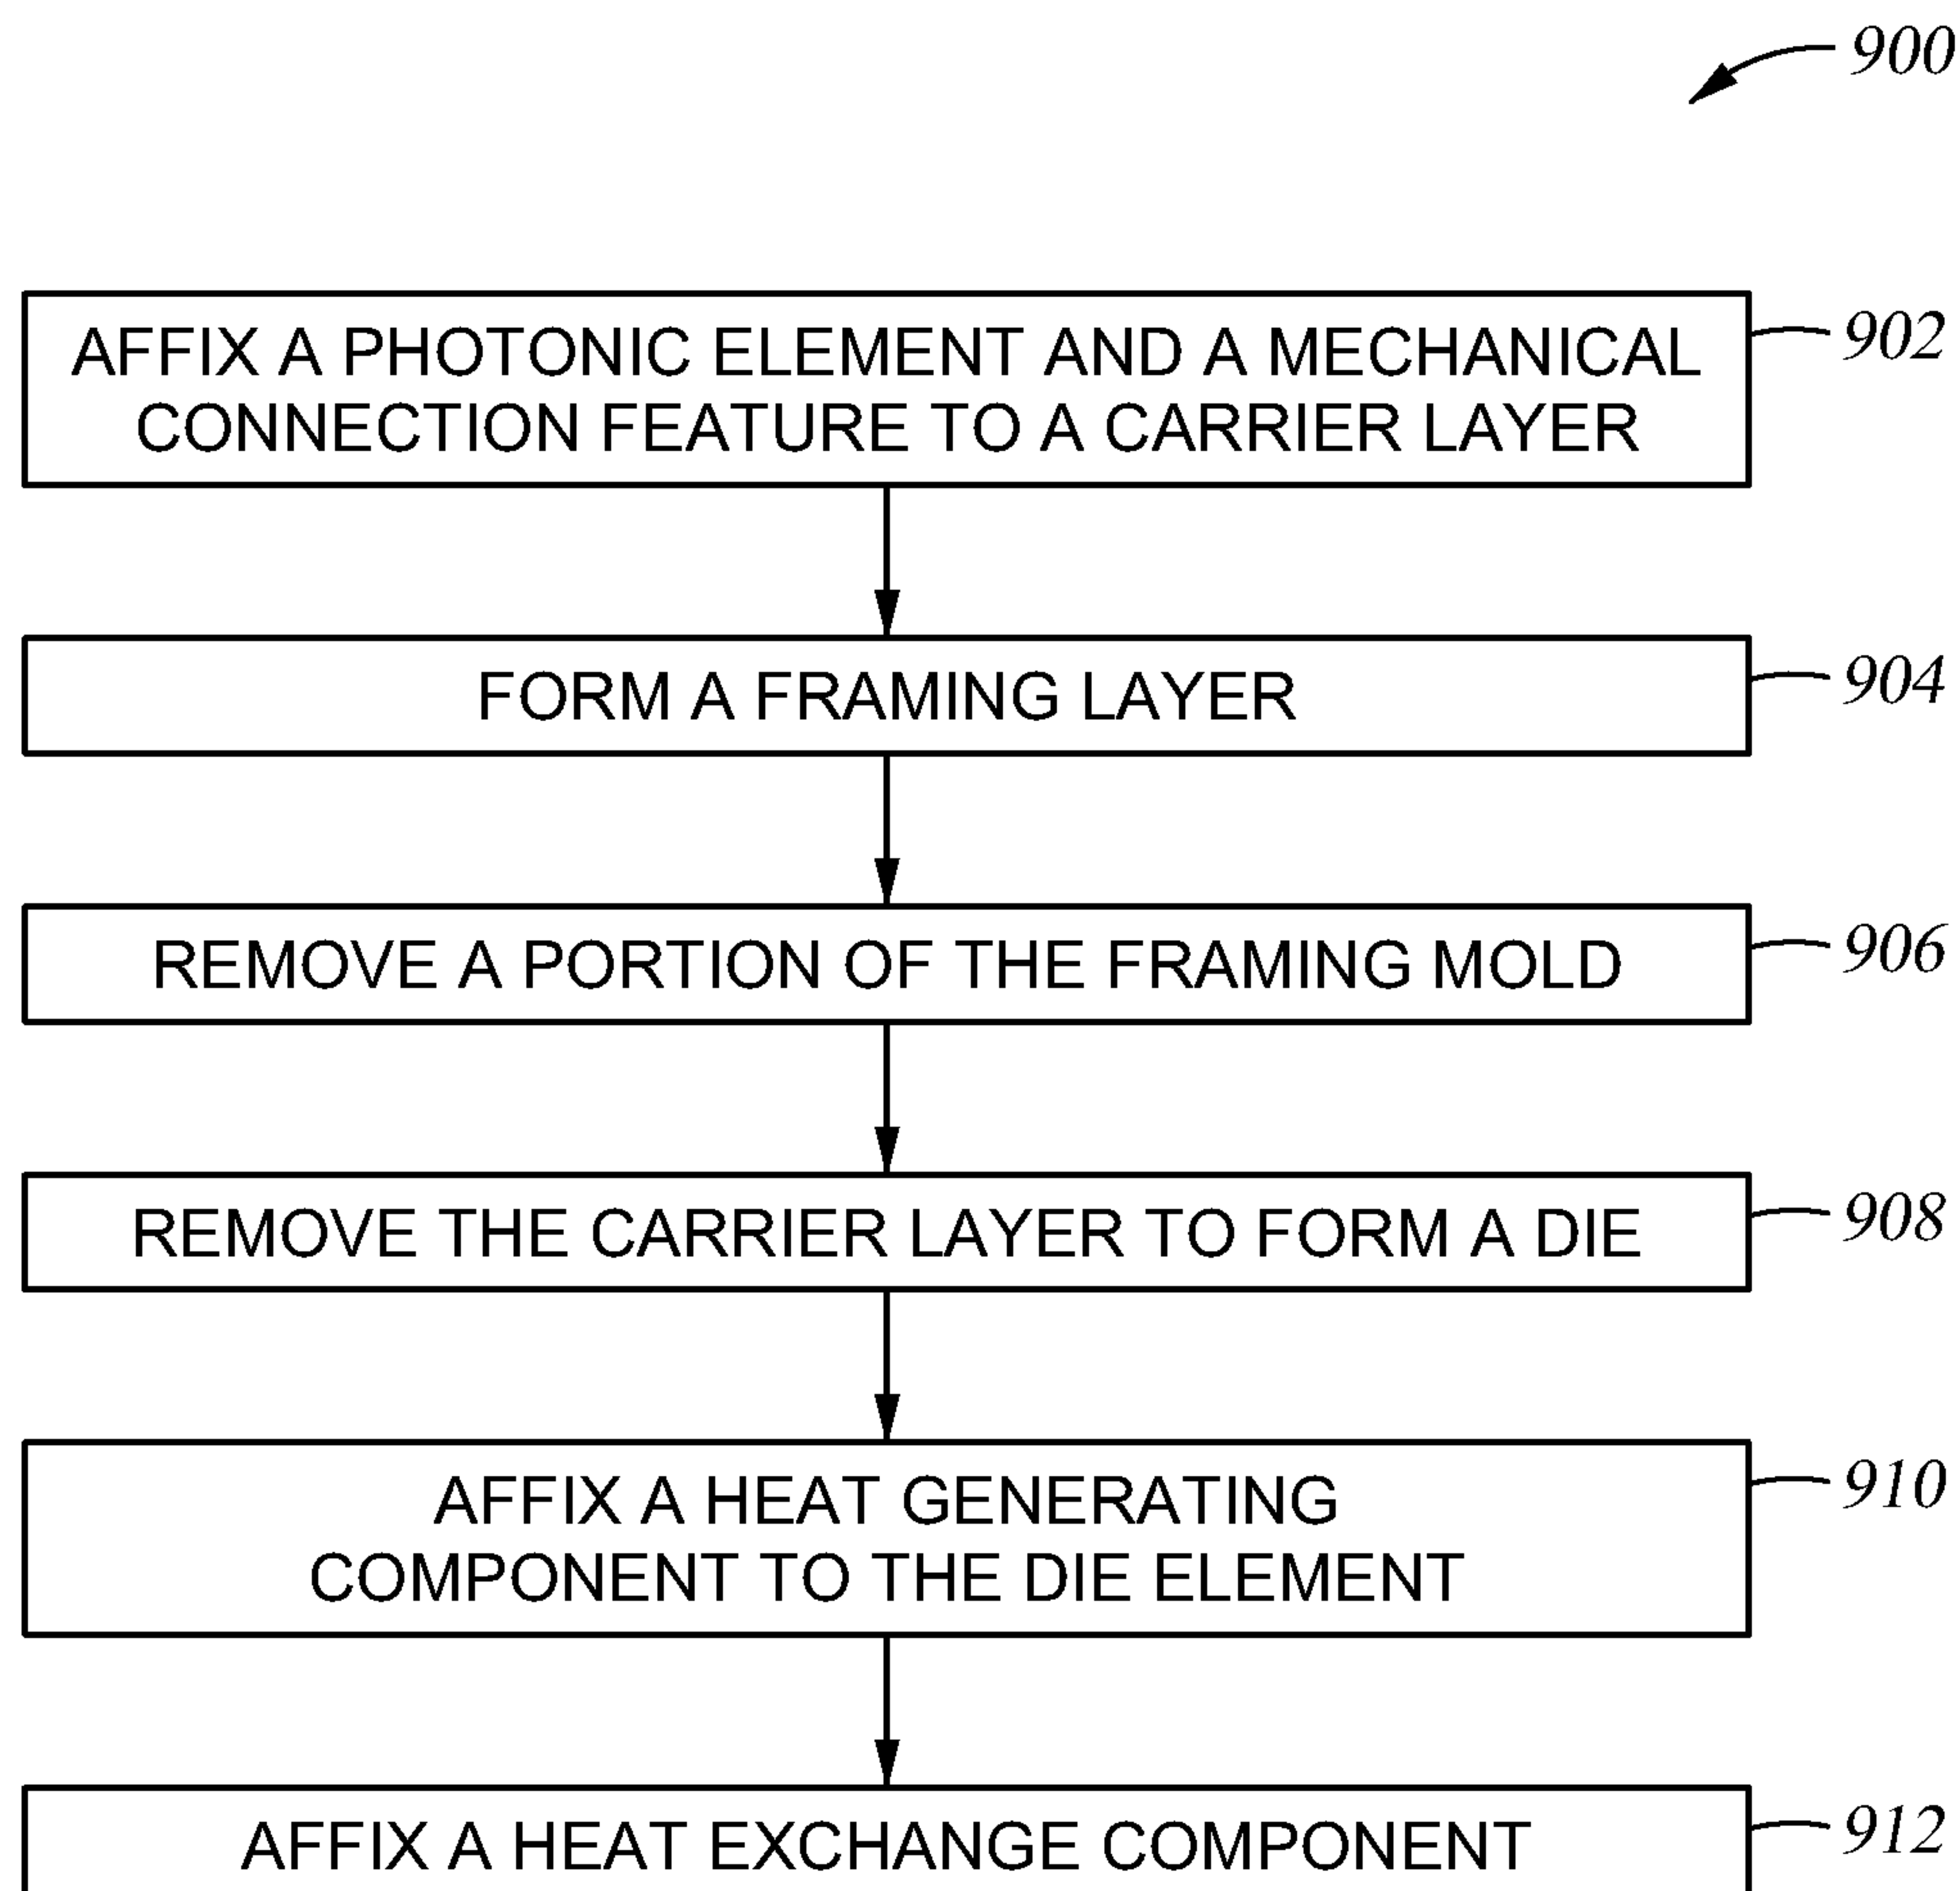 900
AFFIX A PHOTONIC ELEMENT AND A MECHANICAL
CONNECTION FEATURE TO A CARRIER LAYER
902
FORM A FRAMING LAYER
904
REMOVE A PORTION OF THE FRAMING MOLD
906
REMOVE THE CARRIER LAYER TO FORM A DIE
908
AFFIX A HEAT GENERATING
COMPONENT TO THE DIE ELEMENT
910
AFFIX A HEAT EXCHANGE COMPONENT
912